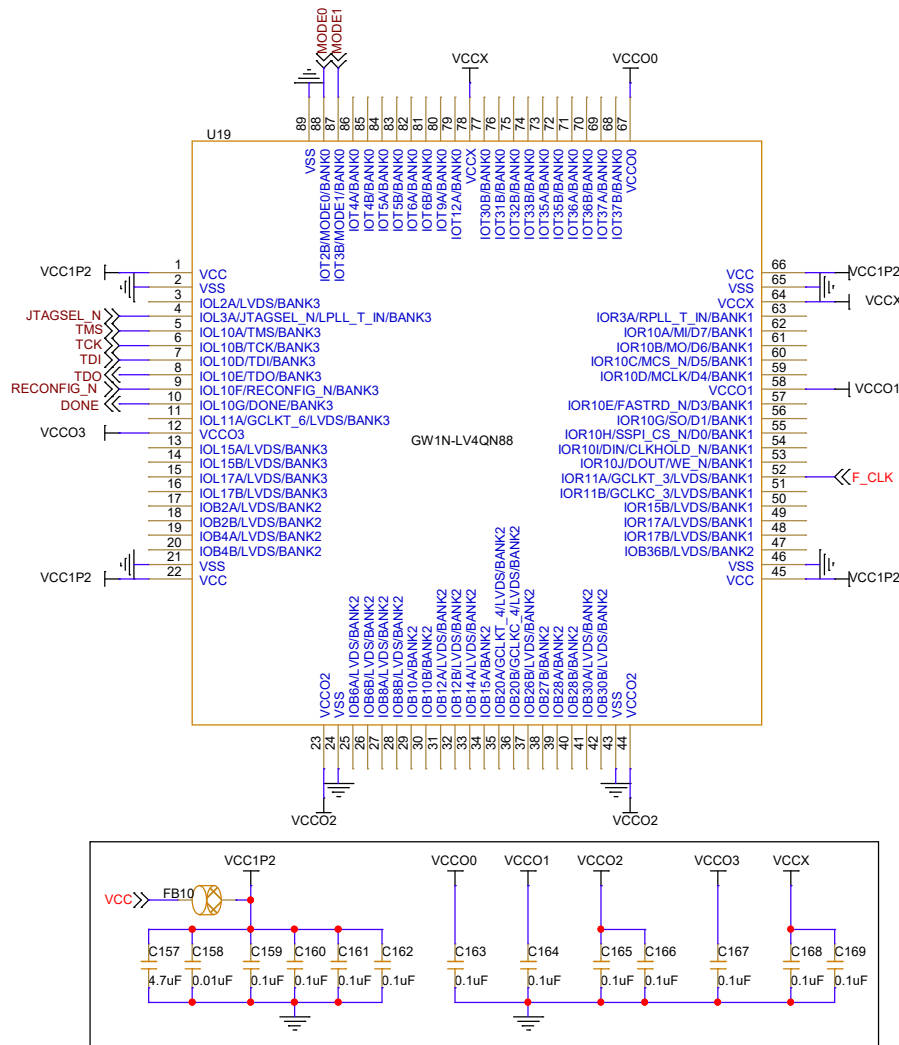 MODE0
MODE1
VCCX
VCCO0
89
88
87
86
85
84
83
82
81
80
79
78
77
76
75
74
73
72
71
70
69
68
67
U19
VSS
IOT2B/MODE0/BANK0
IOT3B/MODE1/BANK0
IOT4A/BANK0
IOT4B/BANK0
IOT5A/BANK0
IOT5B/BANK0
IOT6A/BANK0
IOT6B/BANK0
IOT9A/BANK0
IOT12A/BANK0
VCCX
IOT30B/BANK0
IOT31B/BANK0
IOT32B/BANK0
IOT33B/BANK0
IOT35A/BANK0
IOT35B/BANK0
IOT36A/BANK0
IOT36B/BANK0
IOT37A/BANK0
IOT37B/BANK0
VCCO0
VCC1P2 1 VCC
2 VSS
3 IOL2A/LVDS/BANK3
JTAGSEL_N 4 IOL3A/JTAGSEL_N/LPLL_T_IN/BANK3
TMS 5 IOL10A/TMS/BANK3
TCK 6 IOL10B/TCK/BANK3
TDI 7 IOL10D/TDI/BANK3
TDO 8 IOL10E/TDO/BANK3
RECONFIG_N 9 IOL10F/RECONFIG_N/BANK3
DONE 10 IOL10G/DONE/BANK3
11 IOL11A/GCLKT_6/LVDS/BANK3
VCCO3 12 VCCO3
13 IOL15A/LVDS/BANK3
14 IOL15B/LVDS/BANK3
15 IOL17A/LVDS/BANK3
16 IOL17B/LVDS/BANK3
17 IOB2A/LVDS/BANK2
18 IOB2B/LVDS/BANK2
19 IOB4A/LVDS/BANK2
20 IOB4B/LVDS/BANK2
21 VSS
VCC1P2 22 VCC
GW1N-LV4QN88
VCC 66 VCC1P2
VSS 65
VCCX 64 VCCX
IOR3A/RPLL_T_IN/BANK1 63
IOR10A/MI/D7/BANK1 62
IOR10B/MO/D6/BANK1 61
IOR10C/MCS_N/D5/BANK1 60
IOR10D/MCLK/D4/BANK1 59
VCCO1 58 VCCO1
IOR10E/FASTRD_N/D3/BANK1 57
IOR10G/SO/D1/BANK1 56
IOR10H/SSPI_CS_N/D0/BANK1 55
IOR10I/DIN/CLKHOLD_N/BANK1 54
IOR10J/DOUT/WE_N/BANK1 53
IOR11A/GCLKT_3/LVDS/BANK1 52 F_CLK
IOR11B/GCLKC_3/LVDS/BANK1 51
IOR15B/LVDS/BANK1 50
IOR17A/LVDS/BANK1 49
IOR17B/LVDS/BANK1 48
IOB36B/LVDS/BANK2 47
VSS 46
VCC 45 VCC1P2
VCCO2
VSS
IOB6A/LVDS/BANK2
IOB6B/LVDS/BANK2
IOB8A/LVDS/BANK2
IOB8B/LVDS/BANK2
IOB10A/BANK2
IOB10B/BANK2
IOB12A/LVDS/BANK2
IOB12B/LVDS/BANK2
IOB14A/LVDS/BANK2
IOB15A/BANK2
IOB20A/GCLKT_4/LVDS/BANK2
IOB20B/GCLKC_4/LVDS/BANK2
IOB26B/LVDS/BANK2
IOB27B/BANK2
IOB28A/BANK2
IOB28B/BANK2
IOB30A/LVDS/BANK2
IOB30B/LVDS/BANK2
VSS
VCCO2
23
24
25
26
27
28
29
30
31
32
33
34
35
36
37
38
39
40
41
42
43
44
VCCO2
VCCO2
VCC1P2 VCCO0 VCCO1 VCCO2 VCCO3 VCCX
VCC FB10
C157 C158 C159 C160 C161 C162 C163 C164 C165 C166 C167 C168 C169
4.7uF 0.01uF 0.1uF 0.1uF 0.1uF 0.1uF 0.1uF 0.1uF 0.1uF 0.1uF 0.1uF 0.1uF 0.1uF